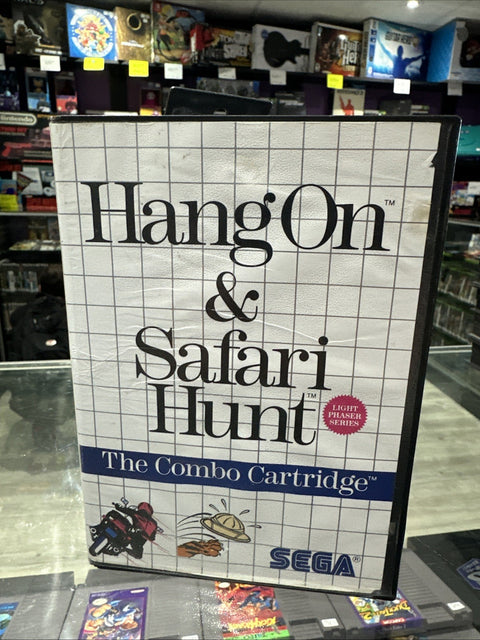 Hang On™
&
Safari
Hunt™
LIGHT
PHASER
SERIES
The Combo Cartridge™
SEGA®